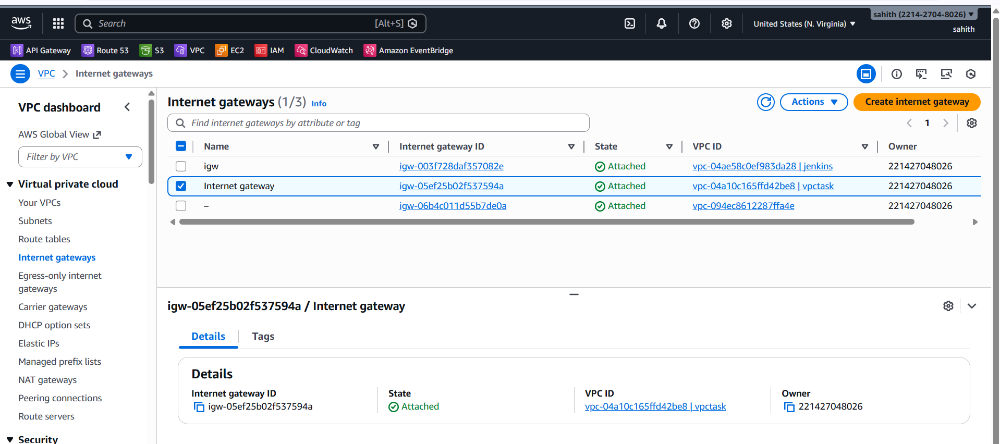 aws
Search [Alt+S]
United States (N. Virginia) ▼
sahith (2214-2704-8026) ▼
sahith
API Gateway Route 53 S3 VPC EC2 IAM CloudWatch Amazon EventBridge
VPC > Internet gateways
VPC dashboard
AWS Global View
Filter by VPC
Virtual private cloud
Your VPCs
Subnets
Route tables
Internet gateways
Egress-only internet
gateways
Carrier gateways
DHCP option sets
Elastic IPs
Managed prefix lists
NAT gateways
Peering connections
Route servers
Security
Internet gateways (1/3) Info
Actions ▼
Create internet gateway
Find internet gateways by attribute or tag
1
Name Internet gateway ID State VPC ID Owner
igw igw-003f728daf357082e Attached vpc-04ae58c0ef983da28 | jenkins 221427048026
Internet gateway igw-05ef25b02f537594a Attached vpc-04a10c165ffd42be8 | vpctask 221427048026
– igw-06b4c011d55b7de0a Attached vpc-094ec8612287ffa4e 221427048026
igw-05ef25b02f537594a / Internet gateway
Details Tags
Details
Internet gateway ID State VPC ID Owner
igw-05ef25b02f537594a Attached vpc-04a10c165ffd42be8 | vpctask 221427048026